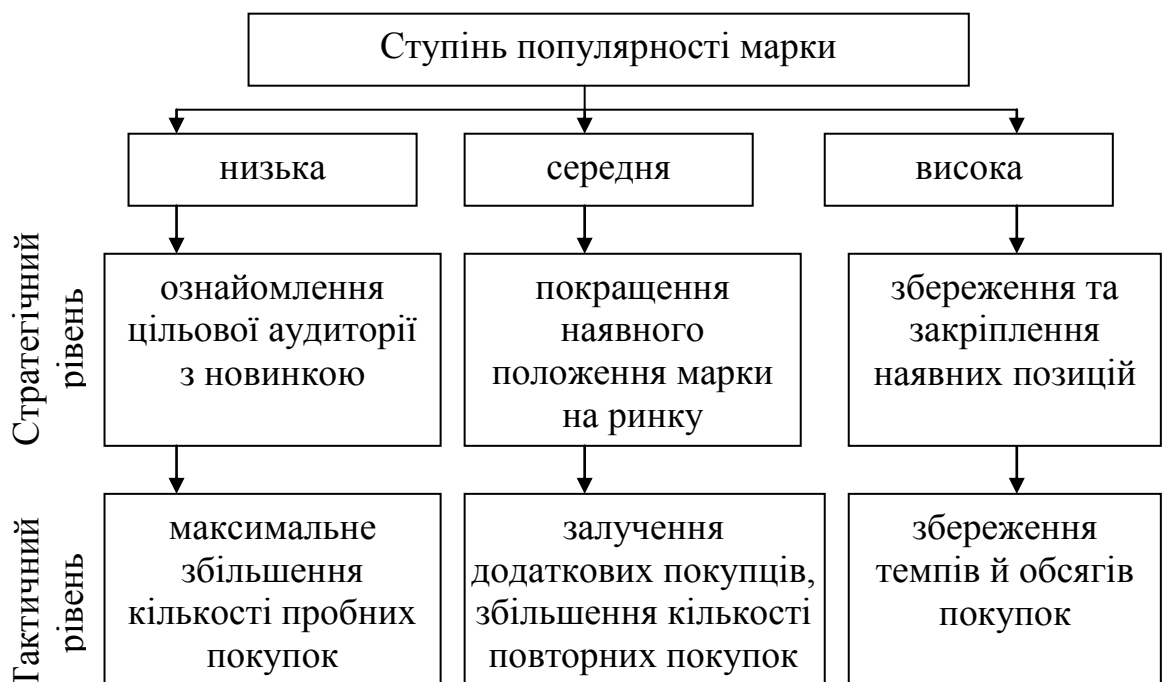 Ступінь популярності марки
низька
середня
висока
Стратегічний
рівень
ознайомлення
цільової аудиторії
з новинкою
покращення
наявного
положення марки
на ринку
збереження та
закріплення
наявних позицій
Тактичний
рівень
максимальне
збільшення
кількості пробних
покупок
залучення
додаткових покупців,
збільшення кількості
повторних покупок
збереження
темпів й обсягів
покупок